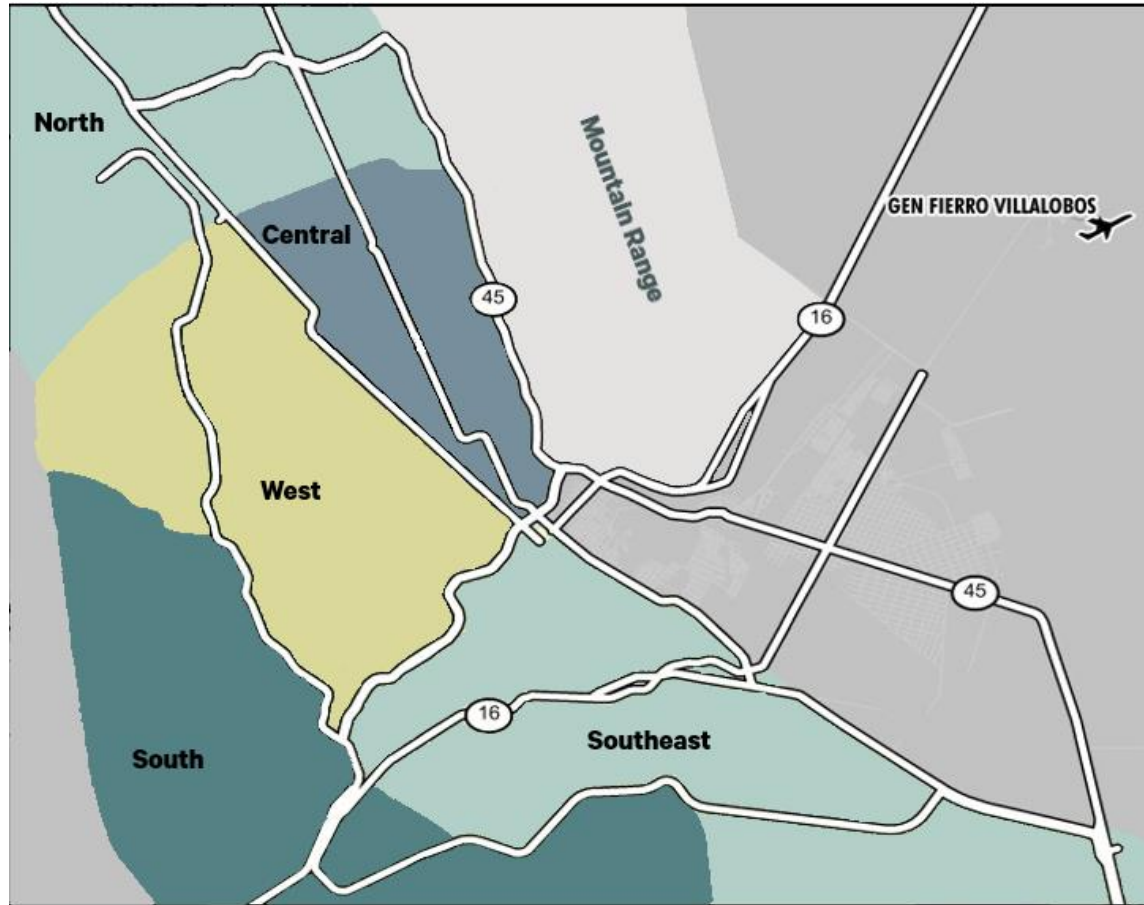 North
Mountain Range
GEN FIERRO VILLALOBOS
Central
45
16
West
45
16
Southeast
South